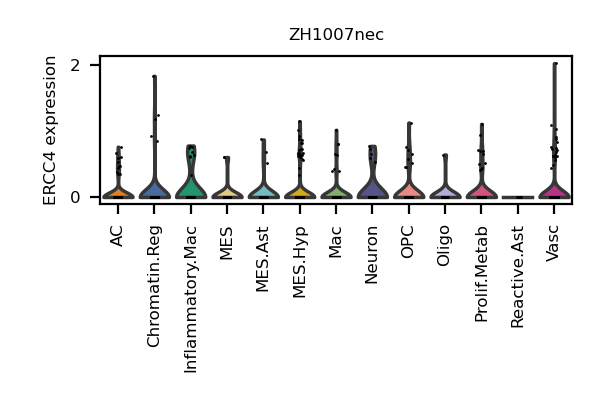 ZH1007nec
ERCC4 expression
2
0
AC
Chromatin.Reg
Inflammatory.Mac
MES
MES.Ast
MES.Hyp
Mac
Neuron
OPC
Oligo
Prolif.Metab
Reactive.Ast
Vasc